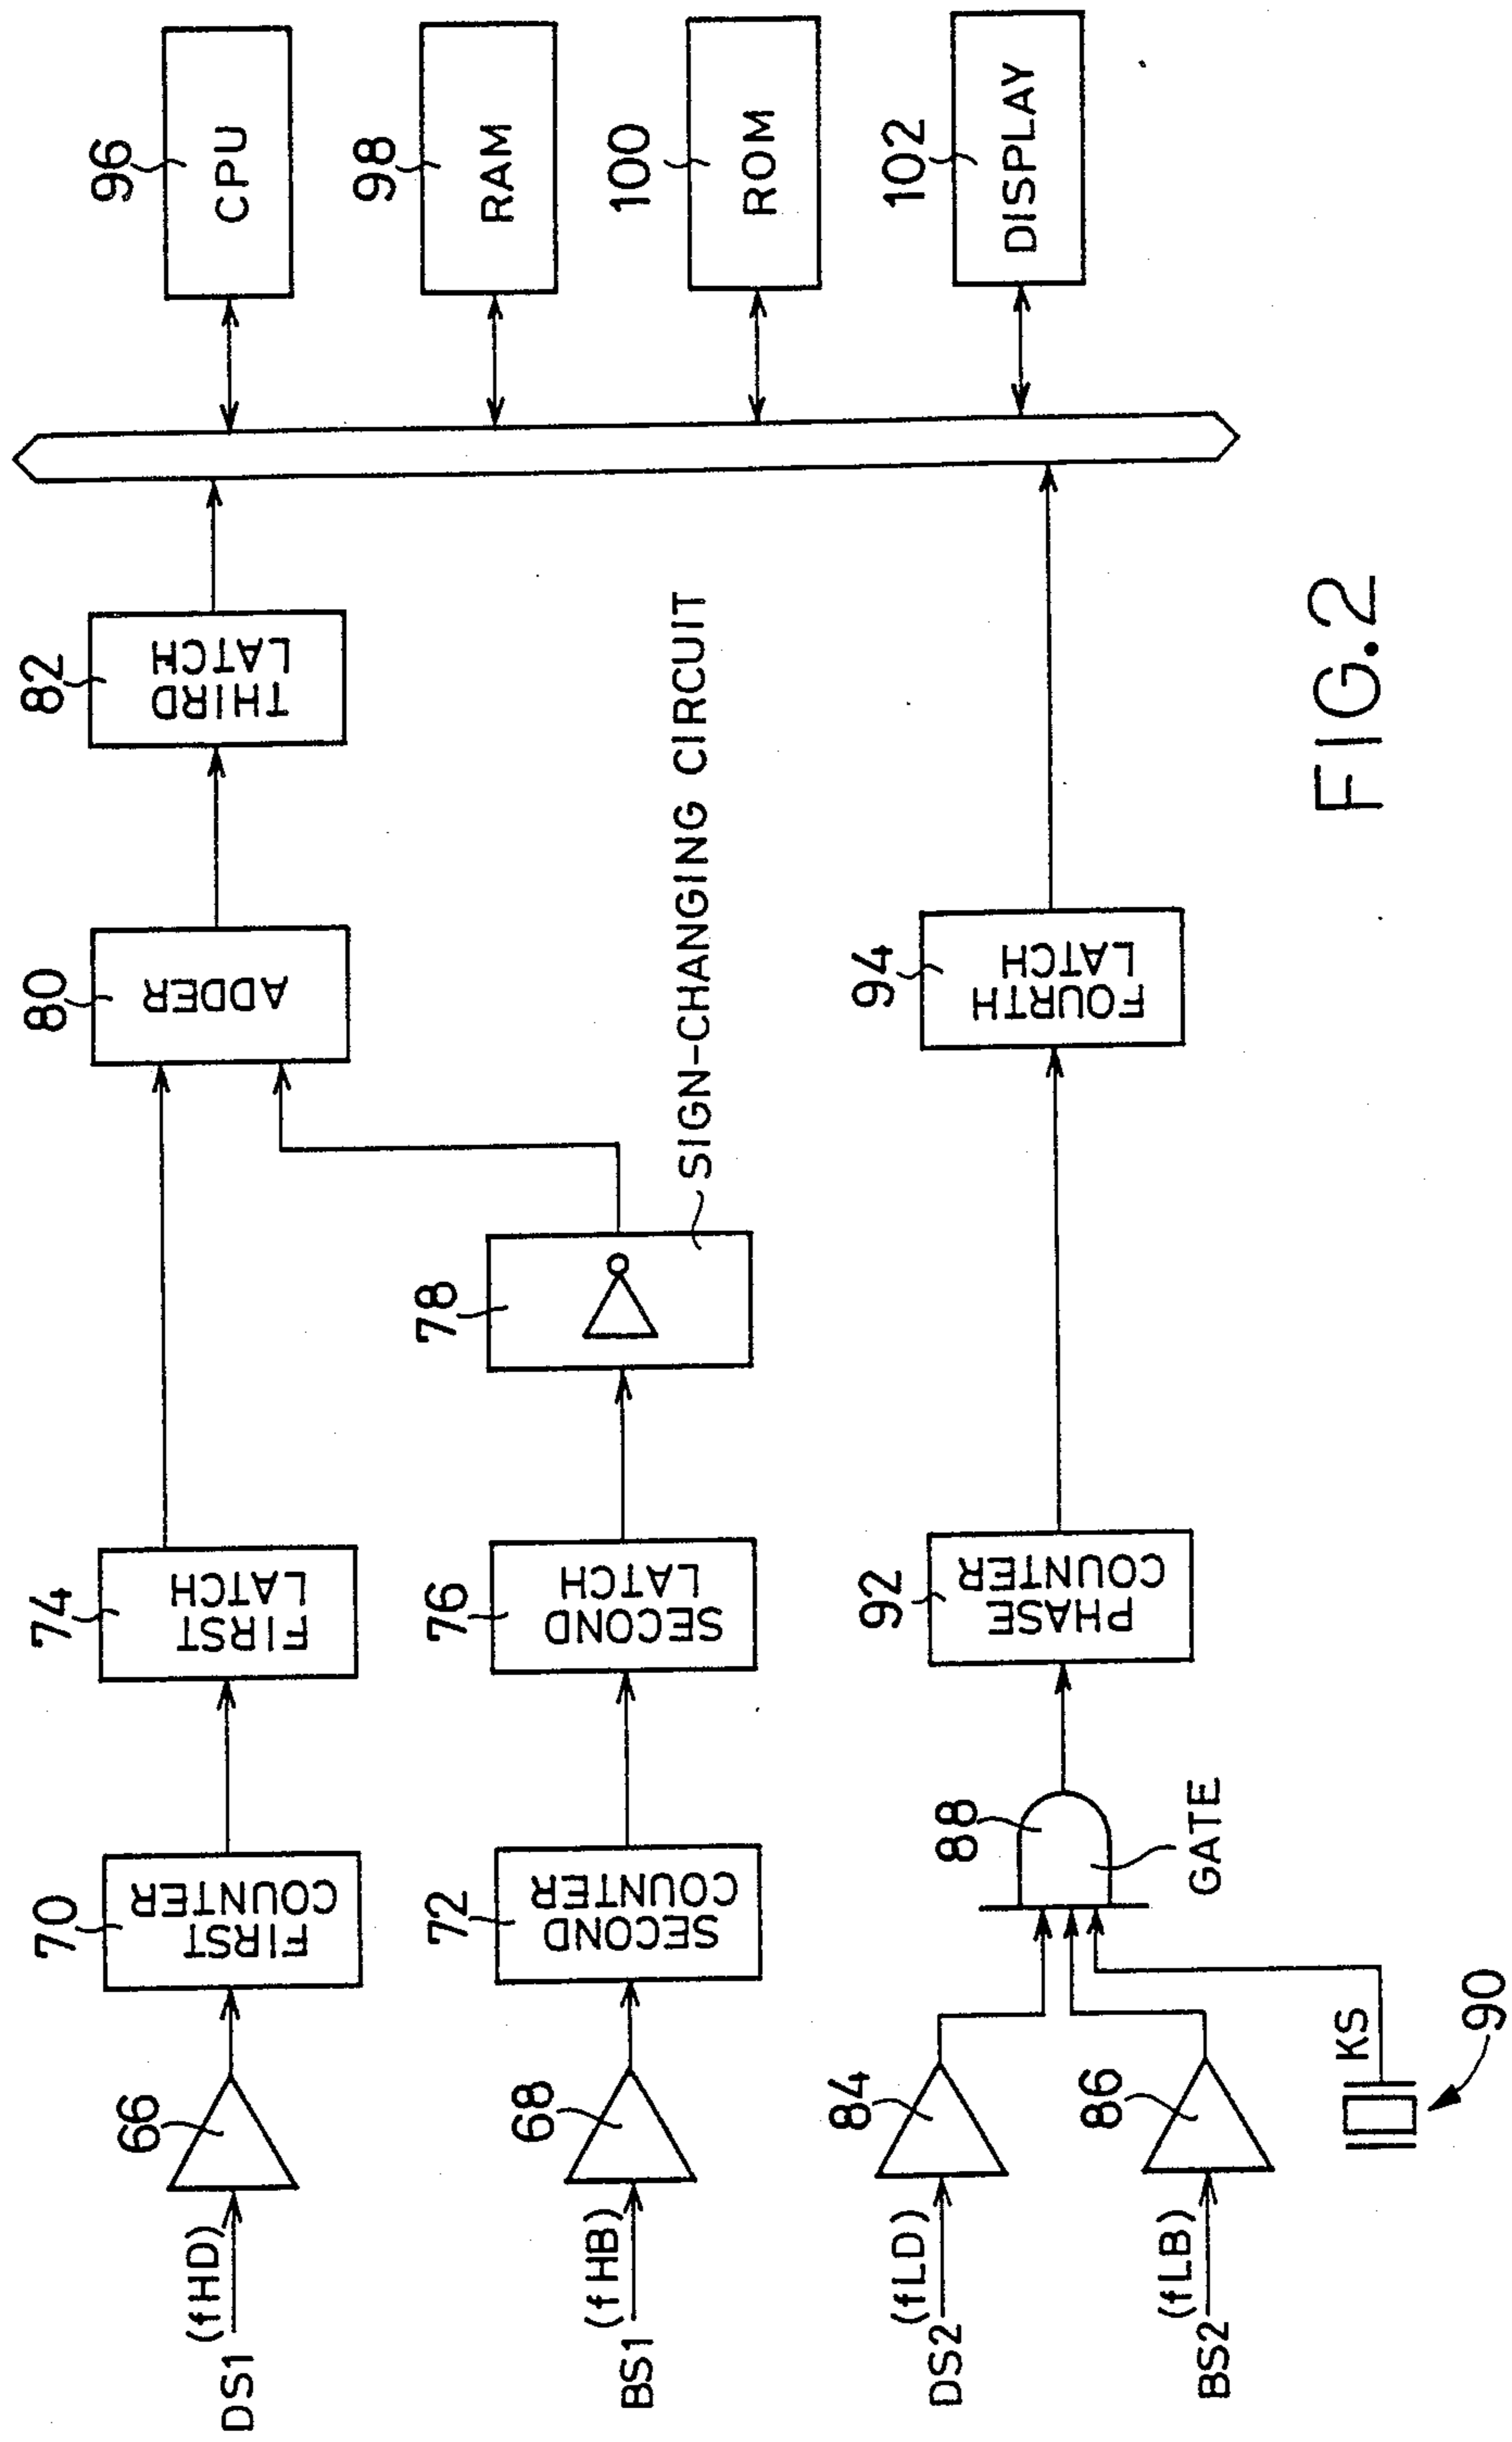 DS1 (fHD)
66
70
FIRST
COUNTER
74
FIRST
LATCH
80
ADDER
82
THIRD
LATCH
96
CPU
BS1 (fHB)
68
72
SECOND
COUNTER
76
SECOND
LATCH
78
SIGN-CHANGING CIRCUIT
98
RAM
100
ROM
DS2 (fLD)
84
88
GATE
92
PHASE
COUNTER
94
FOURTH
LATCH
102
DISPLAY
BS2 (fLB)
86
KS
90
FIG.2